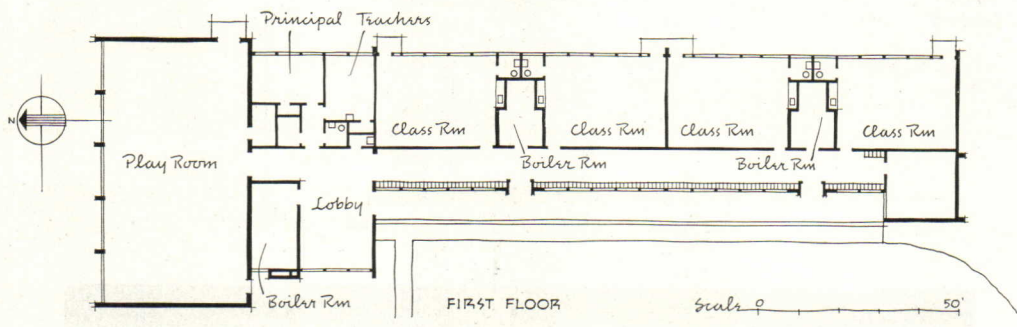 Principal Teachers
N
Play Room
Class Rm
Boiler Rm
Class Rm
Class Rm
Boiler Rm
Class Rm
Lobby
Boiler Rm
FIRST FLOOR
Scale 0 50'